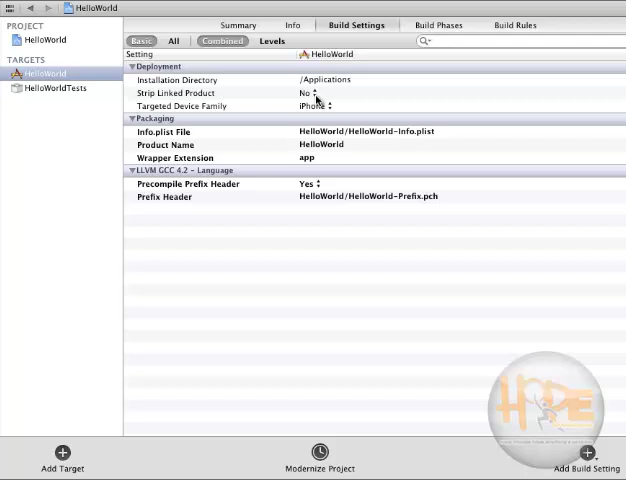 HelloWorld
PROJECT
HelloWorld
TARGETS
HelloWorld
HelloWorldTests
Summary Info Build Settings Build Phases Build Rules
Basic All Combined Levels
Setting HelloWorld
Deployment
Installation Directory /Applications
Strip Linked Product No
Targeted Device Family iPhone
Packaging
Info.plist File HelloWorld/HelloWorld-Info.plist
Product Name HelloWorld
Wrapper Extension app
LLVM GCC 4.2 - Language
Precompile Prefix Header Yes
Prefix Header HelloWorld/HelloWorld-Prefix.pch
HOPE
Add Target Modernize Project Add Build Setting